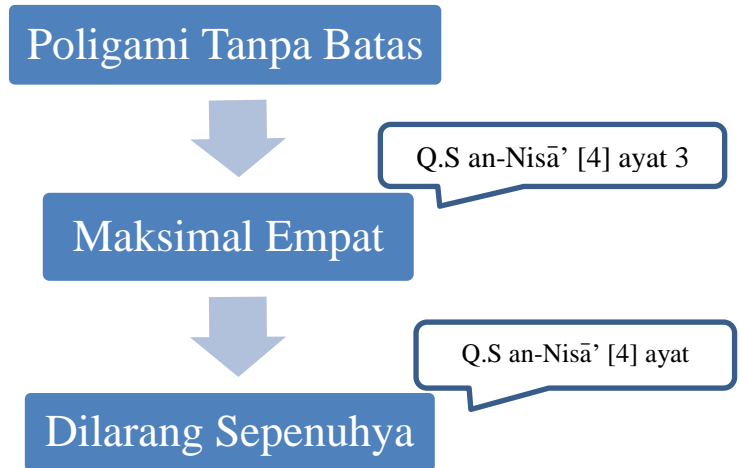 Poligami Tanpa Batas
Q.S an-Nisā’ [4] ayat 3
Maksimal Empat
Q.S an-Nisā’ [4] ayat
Dilarang Sepenuhya